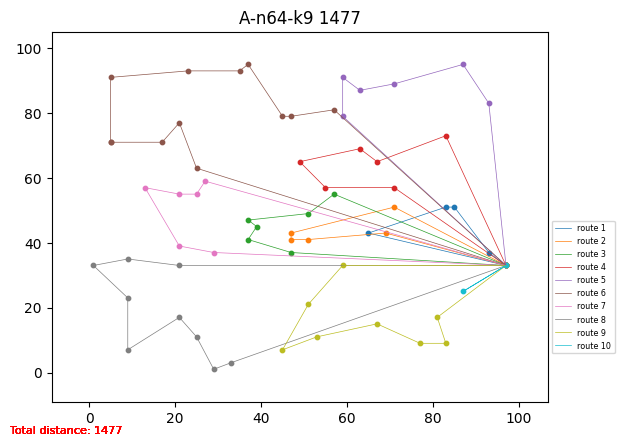 A-n64-k9 1477
100
80
60
40
20
0
0
20
40
60
80
100
route 1
route 2
route 3
route 4
route 5
route 6
route 7
route 8
route 9
route 10
Total distance: 1477